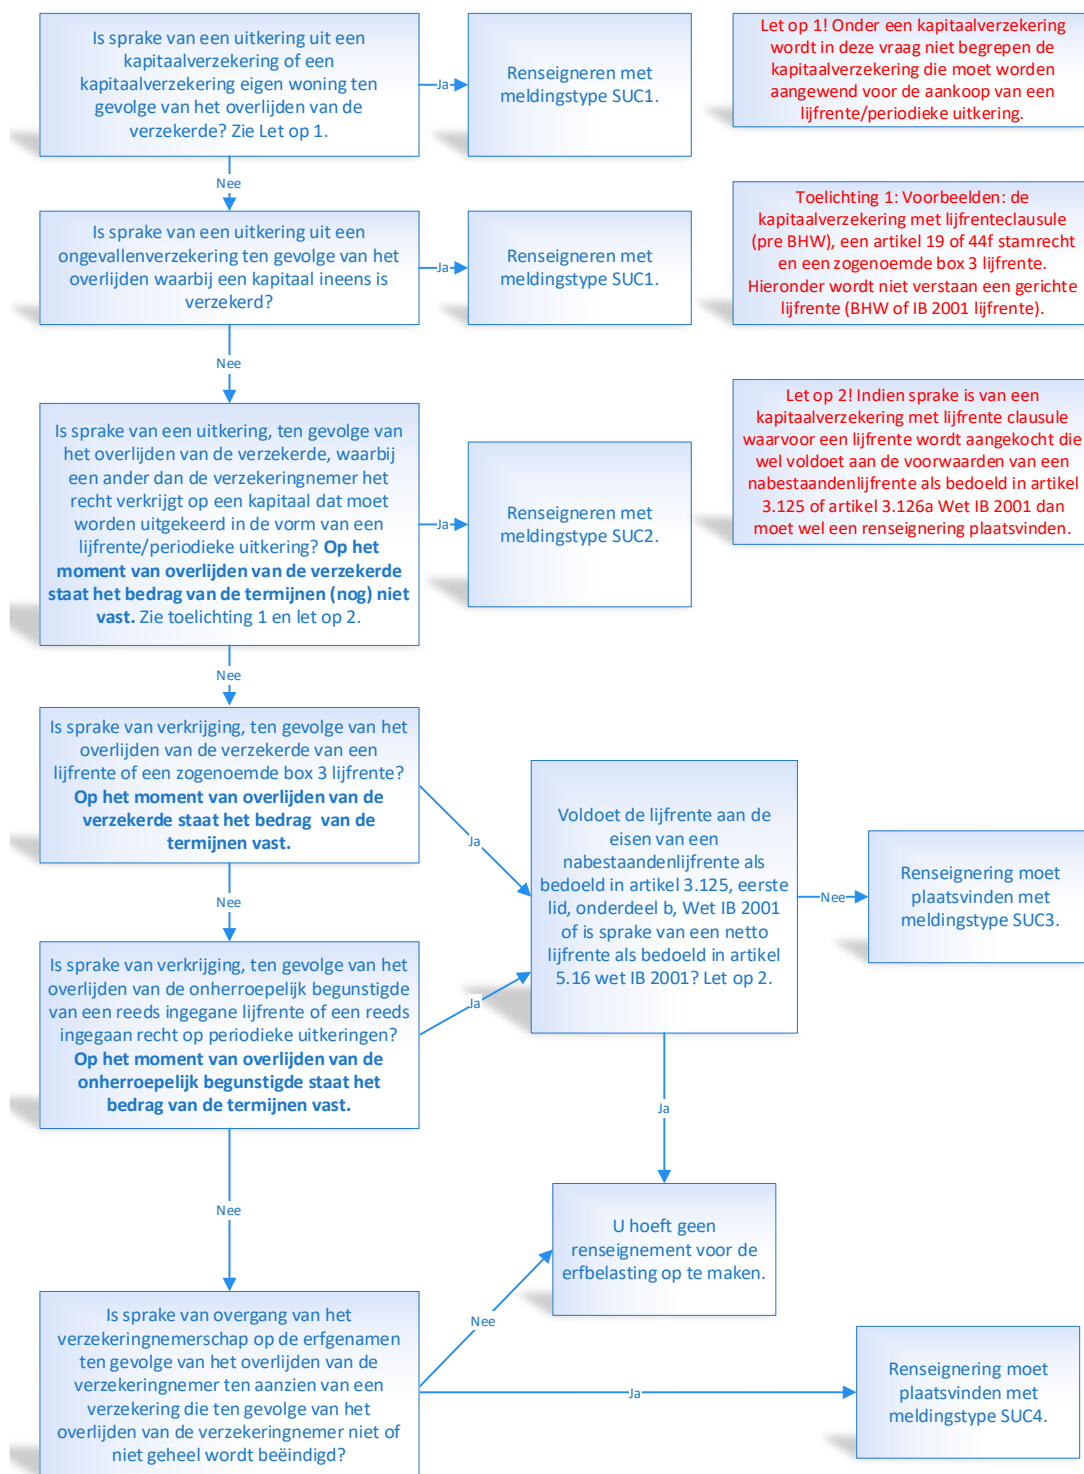 Is sprake van een uitkering uit een
kapitaalverzekering of een
kapitaalverzekering eigen woning ten
gevolge van het overlijden van de
verzekerde? Zie Let op 1.
Ja
Renseigneren met
meldingstype SUC1.
Let op 1! Onder een kapitaalverzekering
wordt in deze vraag niet begrepen de
kapitaalverzekering die moet worden
aangewend voor de aankoop van een
lijfrente/periodieke uitkering.
Nee
Is sprake van een uitkering uit een
ongevallenverzekering ten gevolge van het
overlijden waarbij een kapitaal ineens is
verzekerd?
Ja
Renseigneren met
meldingstype SUC1.
Toelichting 1: Voorbeelden: de
kapitaalverzekering met lijfrenteclausule
(pre BHW), een artikel 19 of 44f stamrecht
en een zogenoemde box 3 lijfrente.
Hieronder wordt niet verstaan een gerichte
lijfrente (BHW of IB 2001 lijfrente).
Nee
Is sprake van een uitkering, ten gevolge van
het overlijden van de verzekerde, waarbij
een ander dan de verzekeringnemer het
recht verkrijgt op een kapitaal dat moet
worden uitgekeerd in de vorm van een
lijfrente/periodieke uitkering? Op het
moment van overlijden van de verzekerde
staat het bedrag van de termijnen (nog) niet
vast. Zie toelichting 1 en let op 2.
Ja
Renseigneren met
meldingstype SUC2.
Let op 2! Indien sprake is van een
kapitaalverzekering met lijfrente clausule
waarvoor een lijfrente wordt aangekocht die
wel voldoet aan de voorwaarden van een
nabestaandenlijfrente als bedoeld in artikel
3.125 of artikel 3.126a Wet IB 2001 dan
moet wel een renseignering plaatsvinden.
Nee
Is sprake van verkrijging, ten gevolge van het
overlijden van de verzekerde van een
lijfrente of een zogenoemde box 3 lijfrente?
Op het moment van overlijden van de
verzekerde staat het bedrag van de
termijnen vast.
Ja
Voldoet de lijfrente aan de
eisen van een
nabestaandenlijfrente als
bedoeld in artikel 3.125, eerste
lid, onderdeel b, Wet IB 2001
of is sprake van een netto
lijfrente als bedoeld in artikel
5.16 wet IB 2001? Let op 2.
Nee
Renseignering moet
plaatsvinden met
meldingstype SUC3.
Nee
Is sprake van verkrijging, ten gevolge van het
overlijden van de onherroepelijk begunstigde
van een reeds ingegane lijfrente of een reeds
ingegaan recht op periodieke uitkeringen?
Op het moment van overlijden van de
onherroepelijk begunstigde staat het
bedrag van de termijnen vast.
Ja
Ja
Nee
U hoeft geen
renseignement voor de
erfbelasting op te maken.
Is sprake van overgang van het
verzekeringnemerschap op de erfgenamen
ten gevolge van het overlijden van de
verzekeringnemer ten aanzien van een
verzekering die ten gevolge van het
overlijden van de verzekeringnemer niet of
niet geheel wordt beëindigd?
Nee
Ja
Renseignering moet
plaatsvinden met
meldingstype SUC4.